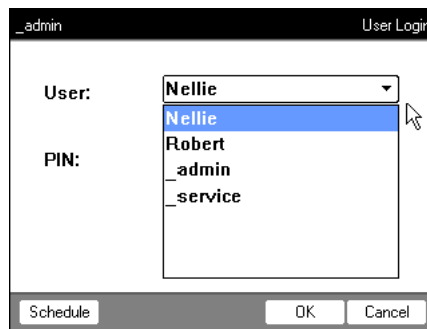 _admin User Login
User: Nellie
Nellie
Robert
PIN:
_admin
_service
Schedule OK Cancel